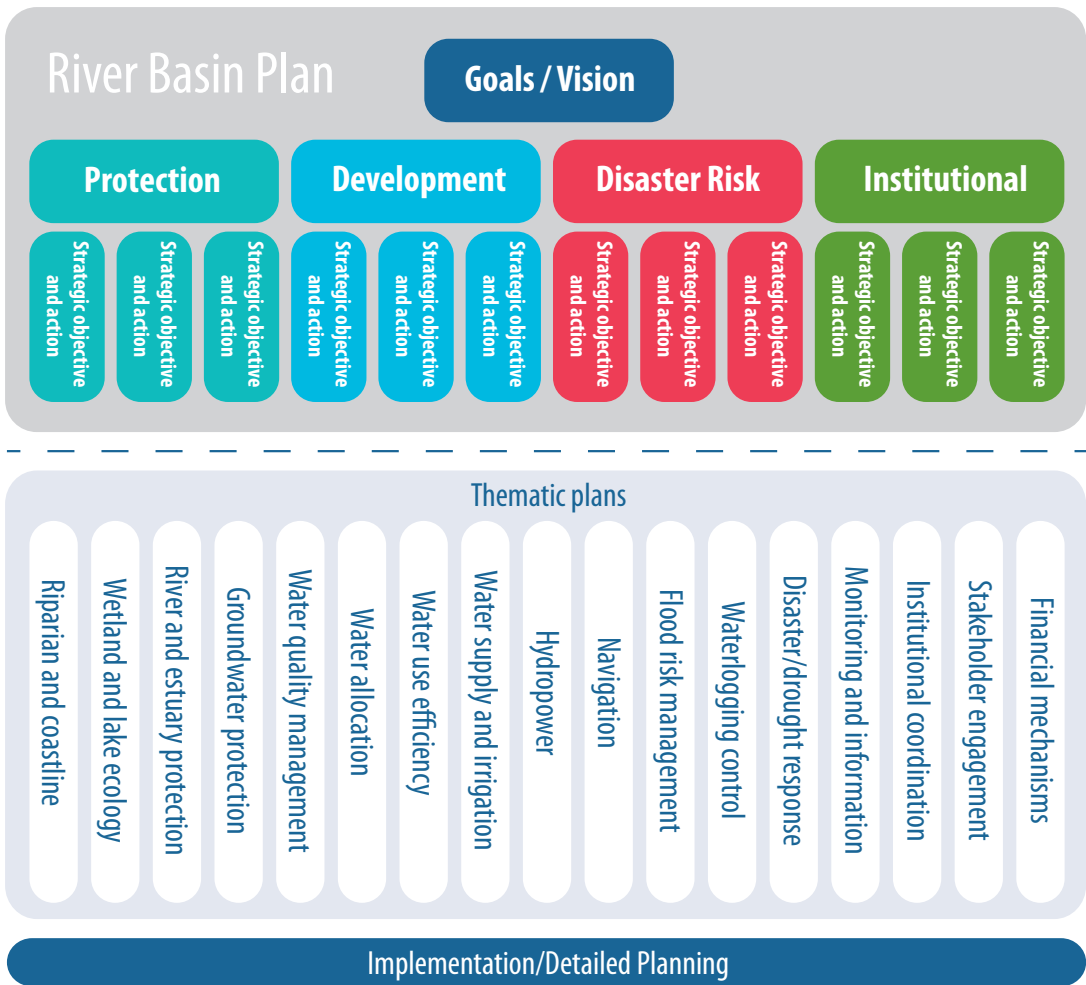 River Basin Plan
Goals / Vision
Protection
Development
Disaster Risk
Institutional
Strategic objective
and action
Strategic objective
and action
Strategic objective
and action
Strategic objective
and action
Strategic objective
and action
Strategic objective
and action
Strategic objective
and action
Strategic objective
and action
Strategic objective
and action
Strategic objective
and action
Strategic objective
and action
Strategic objective
and action
Thematic plans
Riparian and coastline
Wetland and lake ecology
River and estuary protection
Groundwater protection
Water quality management
Water allocation
Water use efficiency
Water supply and irrigation
Hydropower
Navigation
Flood risk management
Waterlogging control
Disaster/drought response
Monitoring and information
Institutional coordination
Stakeholder engagement
Financial mechanisms
Implementation/Detailed Planning